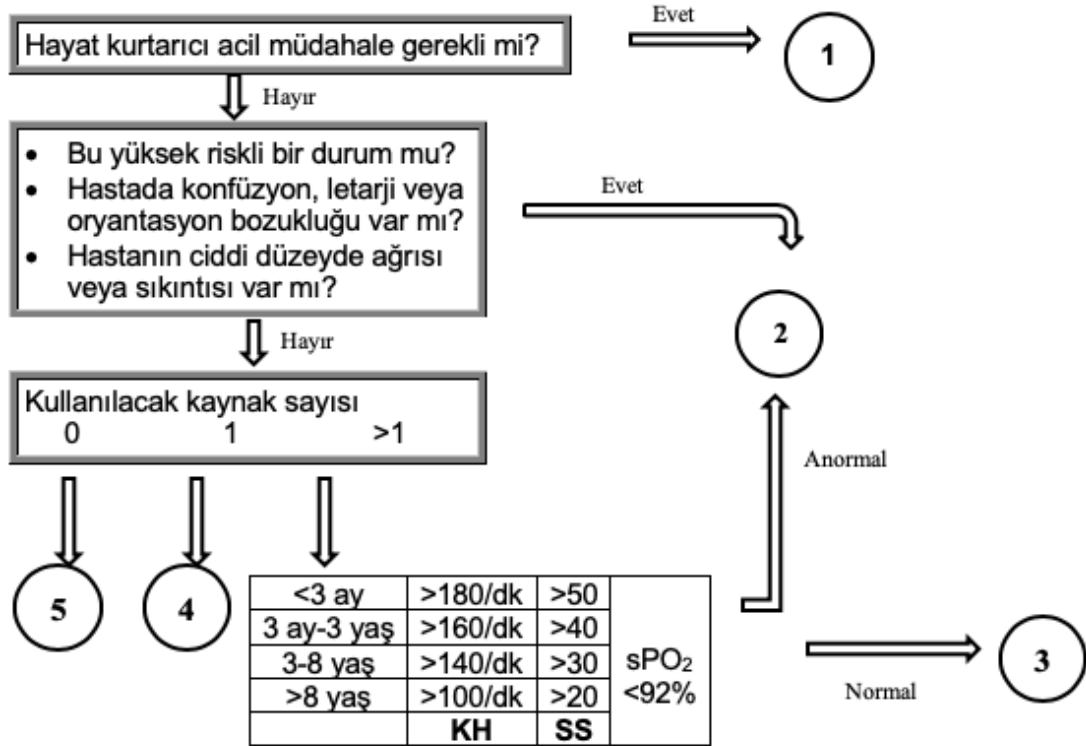 Hayat kurtarıcı acil müdahale gerekli mi?
Evet
1
Hayır
• Bu yüksek riskli bir durum mu?
• Hastada konfüzyon, letarji veya
oryantasyon bozukluğu var mı?
• Hastanın ciddi düzeyde ağrısı
veya sıkıntısı var mı?
Evet
2
Hayır
Kullanılacak kaynak sayısı
0 1 >1
Anormal
5
4
<3 ay >180/dk >50
3 ay-3 yaş >160/dk >40
3-8 yaş >140/dk >30
>8 yaş >100/dk >20
KH SS
sPO₂
<92%
3
Normal